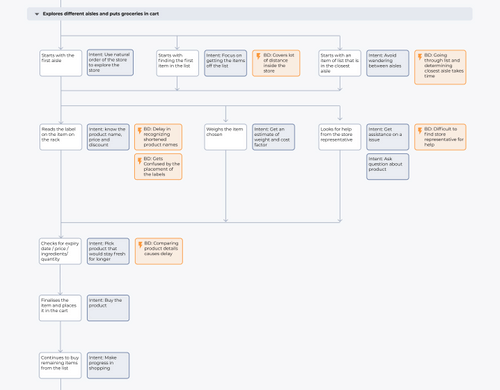 Explores different aisles and puts groceries in cart
Starts with the
first aisle
Intent: Use natural
order of the store
to explore the
store
Starts with
finding the first
item in the list
Intent: Focus on
getting the items
off the list
BD: Covers lot
of distance
inside the
store
Starts with an
item of list that is
in the closest
aisle
Intent: Avoid
wandering
between aisles
BD: Going
through list and
determining
closest aisle takes
time
Reads the label
on the item on
the rack
Intent: know the
product name,
price and
discount
BD: Delay in
recognizing
shortened
product names
BD: Gets
Confused by the
placement of
the labels
Weighs the item
chosen
Intent: Get an
estimate of
weight and cost
factor
Looks for help
from the store
representative
Intent: Get
assistance on a
issue
Intent: Ask
question about
product
BD: Difficult to
find store
representative for
help
Checks for expiry
date / price /
ingredients/
quantity
Intent: Pick
product that
would stay fresh
for longer
BD: Comparing
product details
causes delay
Finalises the
item and places
it in the cart
Intent: Buy the
product
Continues to buy
remaining items
from the list
Intent: Make
progress in
shopping